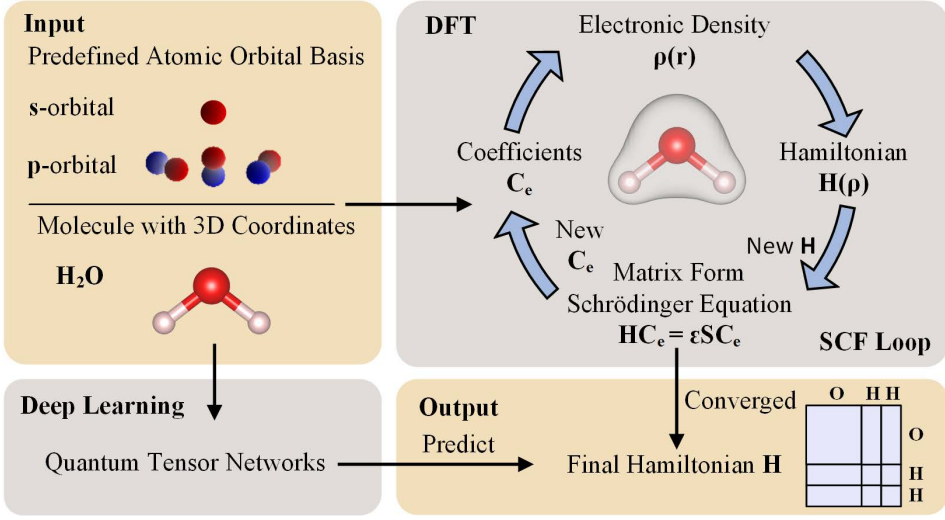 Input
Predefined Atomic Orbital Basis
s-orbital
p-orbital
Molecule with 3D Coordinates
H₂O
DFT
Electronic Density
ρ(r)
Coefficients
Cₑ
Hamiltonian
H(ρ)
New
Cₑ
New H
Matrix Form
Schrödinger Equation
HCₑ = εSCₑ
SCF Loop
Deep Learning
Quantum Tensor Networks
Output
Predict
Converged
Final Hamiltonian H
O H H
O
H
H